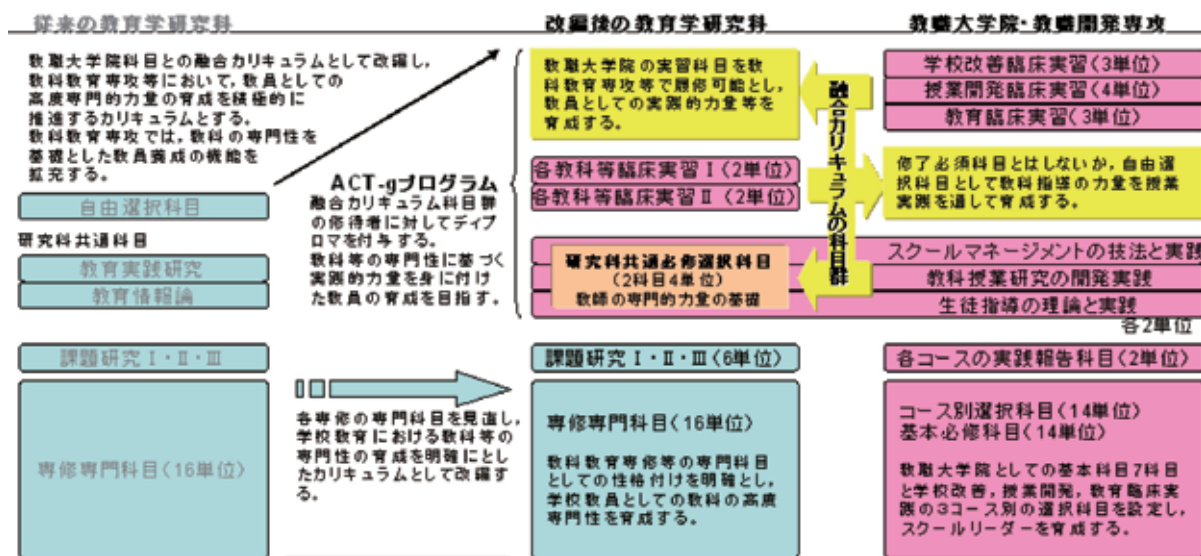 従来の教育学研究科
教職大学院科目との融合カリキュラムとして改編し,
教科教育専攻等において,教員としての
高度専門的力量の育成を積極的に
推進するカリキュラムとする。
教科教育専攻では,教科の専門性を
基礎とした教員養成の機能を
拡充する。
自由選択科目
研究科共通科目
教育実践研究
教育情報論
課題研究Ⅰ・Ⅱ・Ⅲ
専修専門科目(16単位)
ACT-gプログラム
融合カリキュラム科目群
の修得者に対してディプ
ロマを付与する。
教科等の専門性に基づく
実践的力量を身に付け
た教員の育成を目指す。
各専修の専門科目を見直し,
学校教育における教科等の
専門性の育成を明確にとし
たカリキュラムとして改編す
る。
改編後の教育学研究科
教職大学院の実習科目を教
科教育専攻等で履修可能とし,
教員としての実践的力量等を
育成する。
各教科等臨床実習Ⅰ(2単位)
各教科等臨床実習Ⅱ(2単位)
研究科共通必修選択科目
(2科目4単位)
教師の専門的力量の基礎
課題研究Ⅰ・Ⅱ・Ⅲ(6単位)
専修専門科目(16単位)
教科教育専修等の専門科目
としての性格付けを明確とし,
学校教員としての教科の高度
専門性を育成する。
融合カリキュラムの科目群
教職大学院・教職開発専攻
学校改善臨床実習(3単位)
授業開発臨床実習(4単位)
教育臨床実習(3単位)
修了必須科目とはしないが,自由選
択科目として教科指導の力量を授業
実践を通して育成する。
スクールマネージメントの技法と実践
教科授業研究の開発実践
生徒指導の理論と実践
各2単位
各コースの実践報告科目(2単位)
コース別選択科目(14単位)
基本必修科目(14単位)
教職大学院としての基本科目7科目
と学校改善,授業開発,教育臨床実
践の3コース別の選択科目を設定し,
スクールリーダーを育成する。